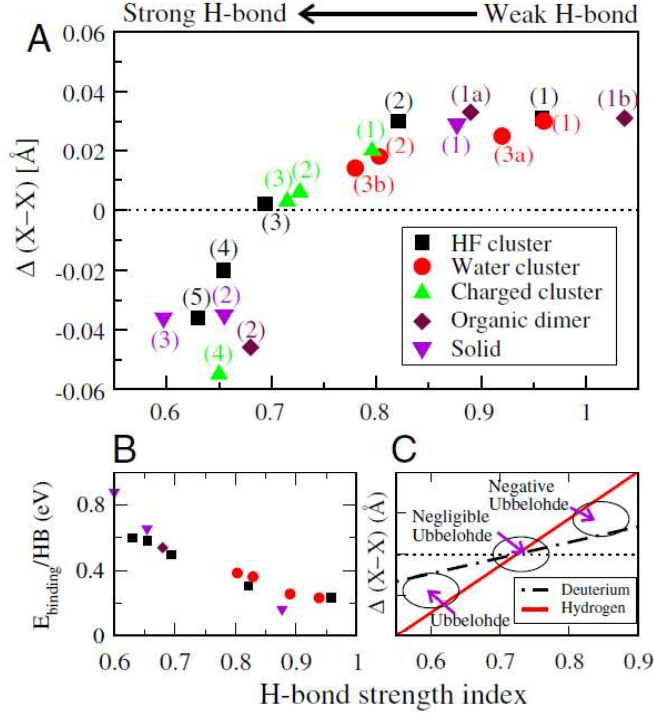 Strong H-bond
Weak H-bond
A
Δ (X−X) [Å]
0.06
0.04
0.02
0
-0.02
-0.04
-0.06
(2)
(1a)
(1)
(1b)
(1)
(2)
(1)
(3a)
(1)
(3b)
(3)
(2)
(3)
(4)
(5)
(2)
(3)
(2)
(4)
HF cluster
Water cluster
Charged cluster
Organic dimer
Solid
0.6
0.7
0.8
0.9
1
B
E_binding/HB (eV)
0.8
0.4
0
0.6
0.7
0.8
0.9
1
C
Δ (X−X) (Å)
Negative
Ubbelohde
Negligible
Ubbelohde
Ubbelohde
Deuterium
Hydrogen
0.6
0.7
0.8
0.9
H-bond strength index